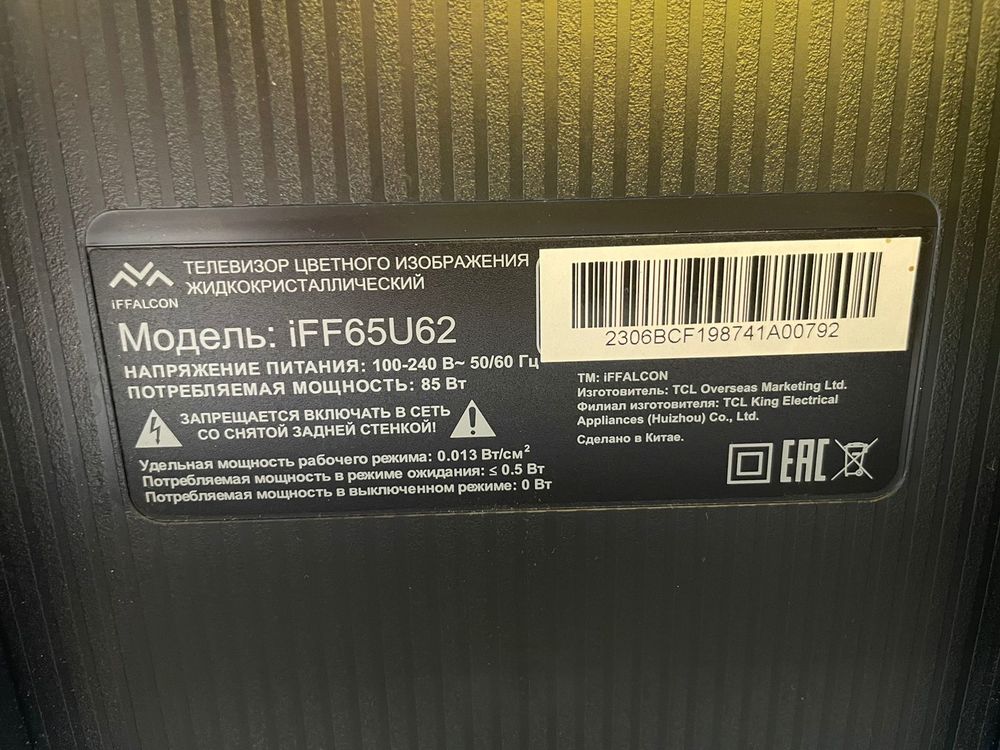 iFFALCON
ТЕЛЕВИЗОР ЦВЕТНОГО ИЗОБРАЖЕНИЯ
ЖИДКОКРИСТАЛЛИЧЕСКИЙ
Модель: iFF65U62
НАПРЯЖЕНИЕ ПИТАНИЯ: 100-240 В~ 50/60 Гц
ПОТРЕБЛЯЕМАЯ МОЩНОСТЬ: 85 Вт
ЗАПРЕЩАЕТСЯ ВКЛЮЧАТЬ В СЕТЬ
СО СНЯТОЙ ЗАДНЕЙ СТЕНКОЙ!
Удельная мощность рабочего режима: 0.013 Вт/см²
Потребляемая мощность в режиме ожидания: ≤ 0.5 Вт
Потребляемая мощность в выключенном режиме: 0 Вт
2306BCF198741A00792
TM: iFFALCON
Изготовитель: TCL Overseas Marketing Ltd.
Филиал изготовителя: TCL King Electrical
Appliances (Huizhou) Co., Ltd.
Сделано в Китае.
EAC